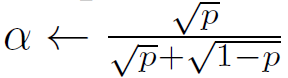 α ← √p / (√p + √(1−p))